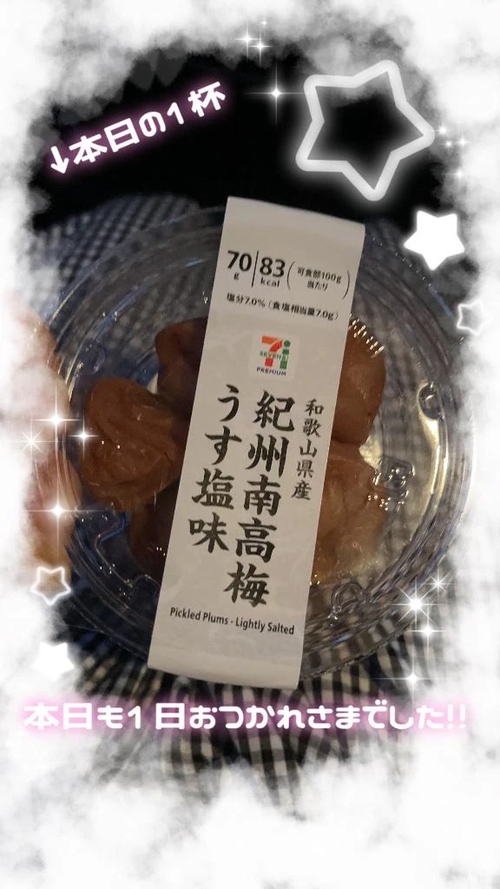 ↓本日の1杯
70g
83kcal
(可食部100g
当たり)
塩分7.0% (食塩相当量7.0g)
SEVEN&i
PREMIUM
和歌山県産
紀州南高梅
うす塩味
Pickled Plums - Lightly Salted
本日も1日おつかれさまでした!!